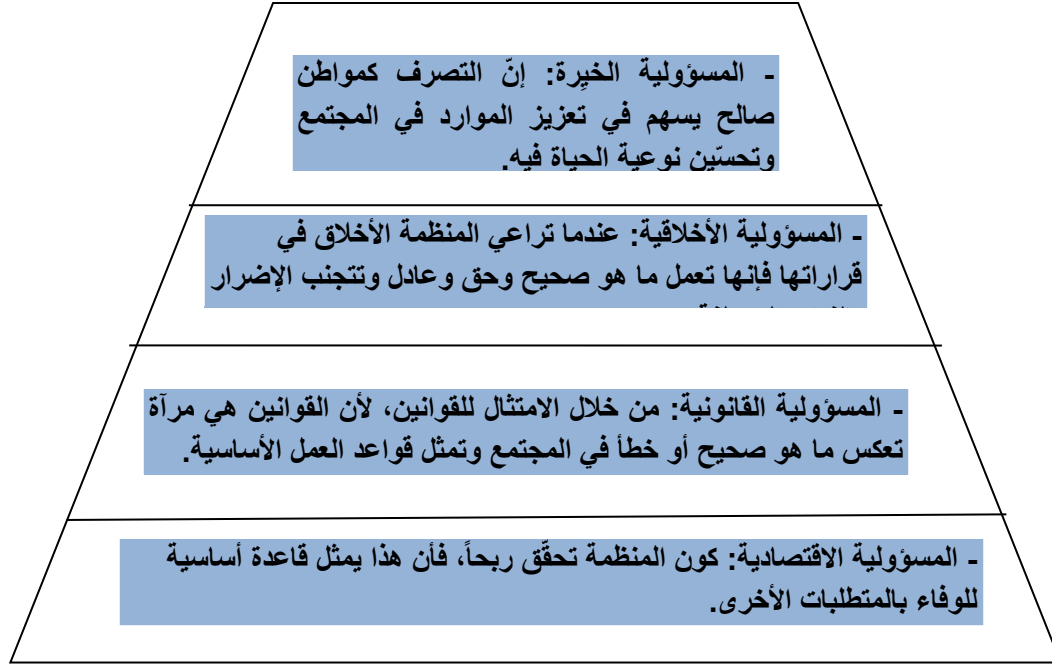 - المسؤولية الخيِرة: إنّ التصرف كمواطن
صالح يسهم في تعزيز الموارد في المجتمع
وتحسّين نوعية الحياة فيه.
- المسؤولية الأخلاقية: عندما تراعي المنظمة الأخلاق في
قراراتها فإنها تعمل ما هو صحيح وحق وعادل وتتجنب الإضرار
- المسؤولية القانونية: من خلال الامتثال للقوانين، لأن القوانين هي مرآة
تعكس ما هو صحيح أو خطأ في المجتمع وتمثل قواعد العمل الأساسية.
- المسؤولية الاقتصادية: كون المنظمة تحقّق ربحاً، فأن هذا يمثل قاعدة أساسية
للوفاء بالمتطلبات الأخرى.